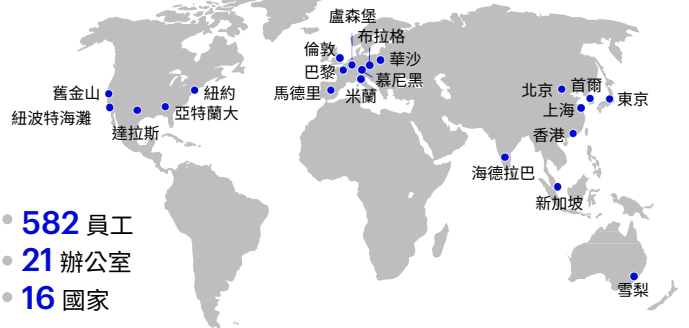 盧森堡
布拉格
倫敦
華沙
巴黎
慕尼黑
馬德里
米蘭
舊金山
紐約
紐波特海灘
亞特蘭大
達拉斯
北京
首爾
東京
上海
香港
海德拉巴
新加坡
雪梨
582 員工
21 辦公室
16 國家